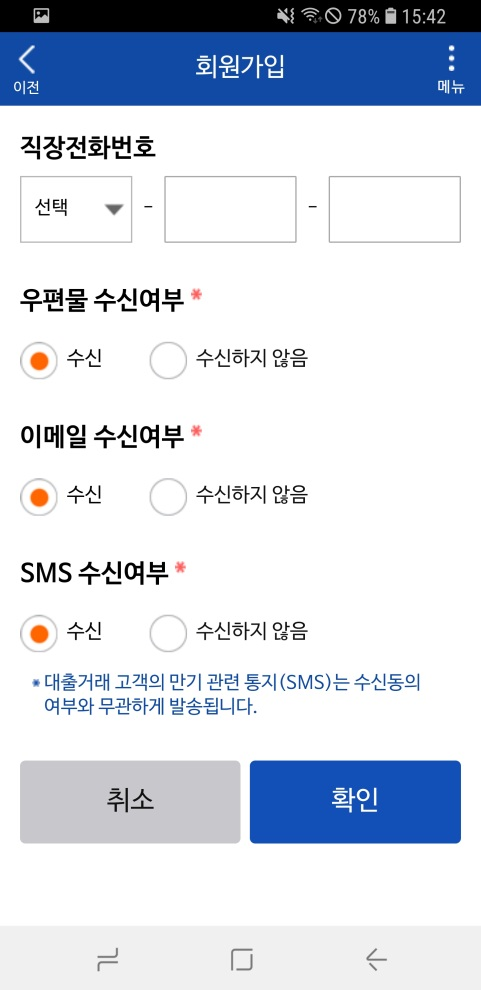 78% 15:42
이전
회원가입
메뉴
직장전화번호
선택 - -
우편물 수신여부 *
수신 수신하지 않음
이메일 수신여부 *
수신 수신하지 않음
SMS 수신여부 *
수신 수신하지 않음
* 대출거래 고객의 만기 관련 통지(SMS)는 수신동의
여부와 무관하게 발송됩니다.
취소 확인